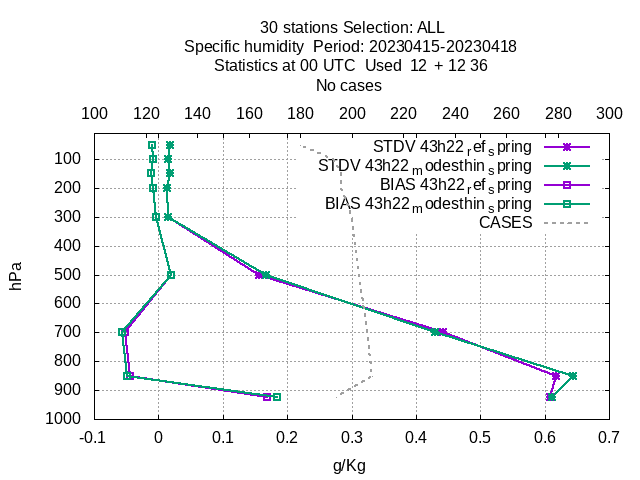 30 stations Selection: ALL
Specific humidity  Period: 20230415-20230418
Statistics at 00 UTC  Used  12 + 12 36
No cases
100 120 140 160 180 200 220 240 260 280 300
STDV 43h22_ref_spring
STDV 43h22_modesthin_spring
BIAS 43h22_ref_spring
BIAS 43h22_modesthin_spring
CASES
100
200
300
400
500
600
700
800
900
1000
hPa
-0.1 0 0.1 0.2 0.3 0.4 0.5 0.6 0.7
g/Kg